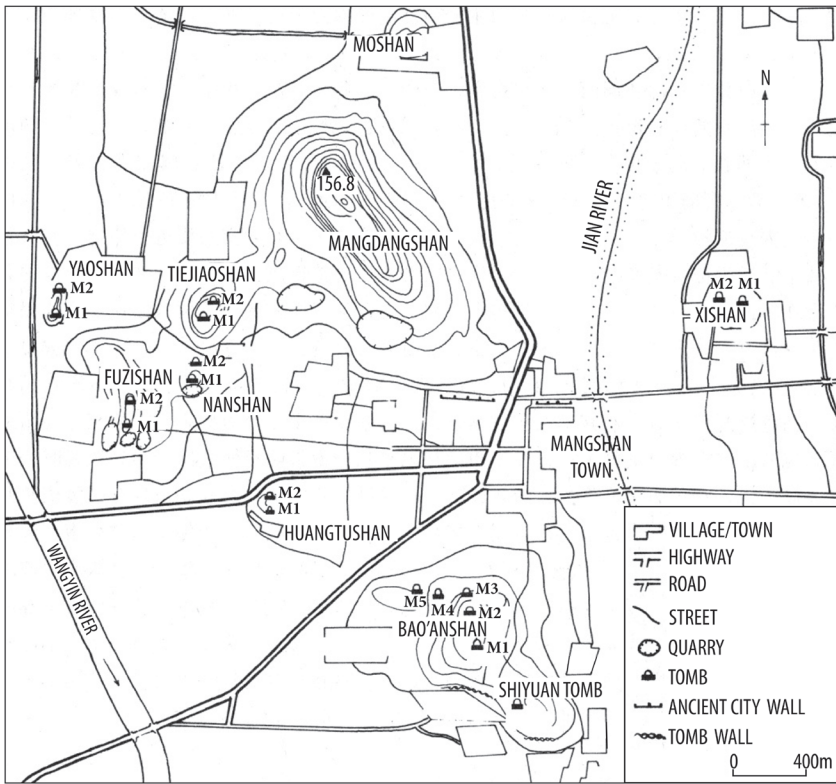 MOSHAN
N
156.8
JIAN RIVER
MANGDANGSHAN
YAOSHAN
M2
M1
TIEJIAOSHAN
M2
M1
M2 M1
XISHAN
FUZISHAN
M2
M1
M2
M1
NANSHAN
MANGSHAN
TOWN
M2
M1
HUANGTUSHAN
WANGYIN RIVER
M5
M4
M3
M2
BAO'ANSHAN
M1
SHIYUAN TOMB
VILLAGE/TOWN
HIGHWAY
ROAD
STREET
QUARRY
TOMB
ANCIENT CITY WALL
TOMB WALL
0 400m